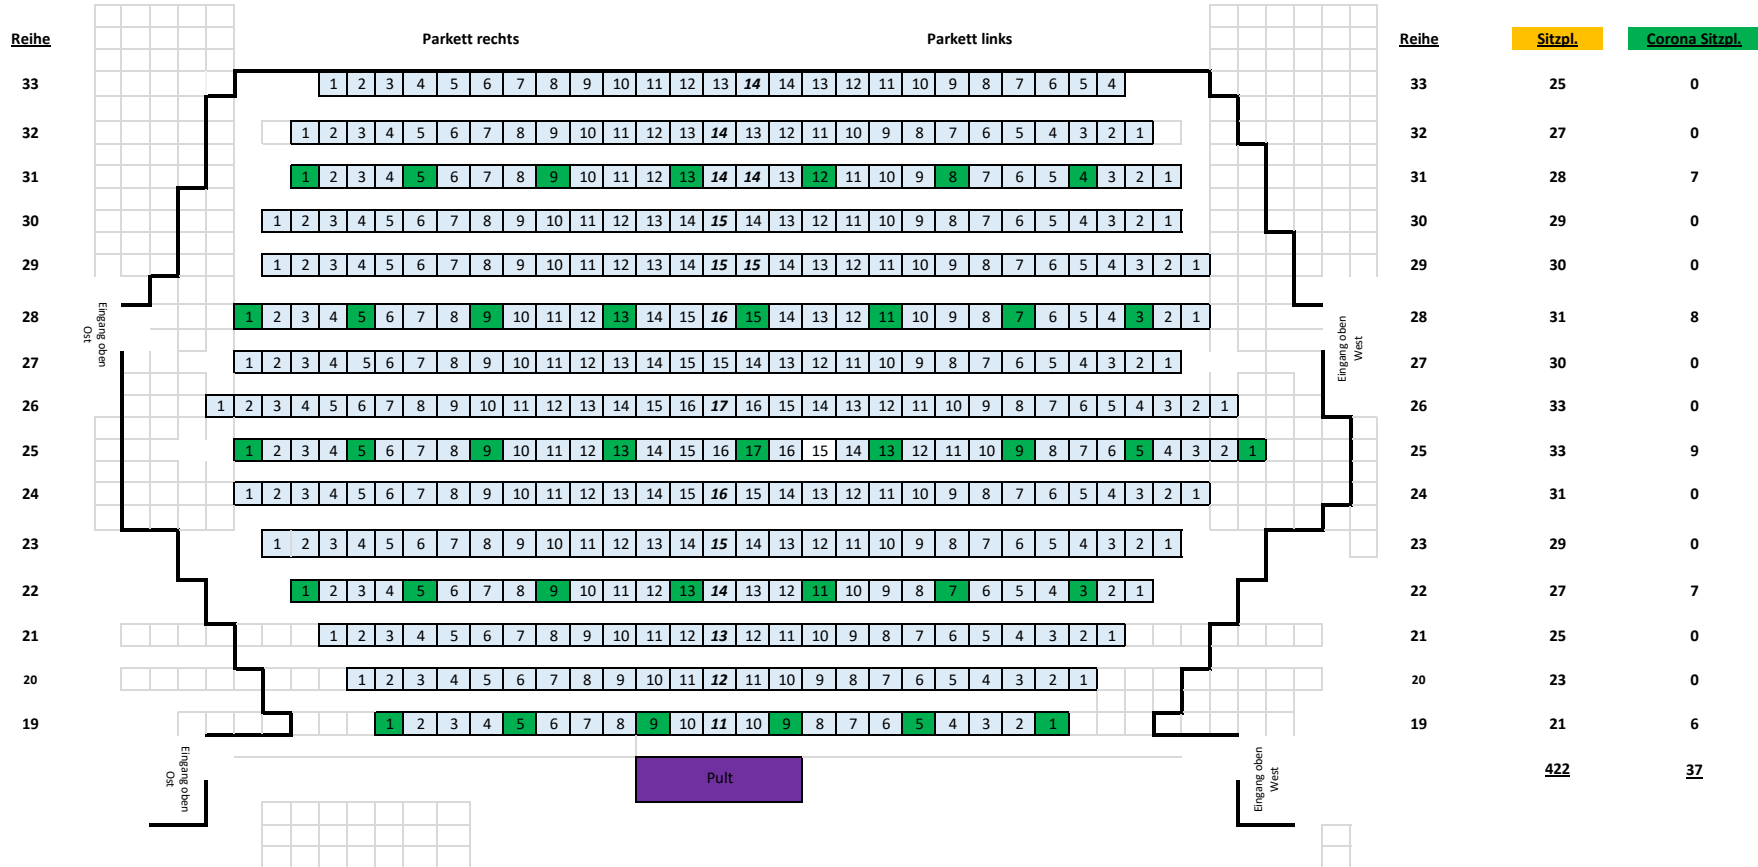 Reihe Parkett rechts Parkett links Reihe Sitzpl. Corona Sitzpl.
33 1 2 3 4 5 6 7 8 9 10 11 12 13 14 14 13 12 11 10 9 8 7 6 5 4 33 25 0
32 1 2 3 4 5 6 7 8 9 10 11 12 13 14 13 12 11 10 9 8 7 6 5 4 3 2 1 32 27 0
31 1 2 3 4 5 6 7 8 9 10 11 12 13 14 14 13 12 11 10 9 8 7 6 5 4 3 2 1 31 28 7
30 1 2 3 4 5 6 7 8 9 10 11 12 13 14 15 14 13 12 11 10 9 8 7 6 5 4 3 2 1 30 29 0
29 1 2 3 4 5 6 7 8 9 10 11 12 13 14 15 15 14 13 12 11 10 9 8 7 6 5 4 3 2 1 29 30 0
Eingang oben
Ost
28 1 2 3 4 5 6 7 8 9 10 11 12 13 14 15 16 15 14 13 12 11 10 9 8 7 6 5 4 3 2 1 28 31 8
Eingang oben
West
27 1 2 3 4 5 6 7 8 9 10 11 12 13 14 15 15 14 13 12 11 10 9 8 7 6 5 4 3 2 1 27 30 0
26 1 2 3 4 5 6 7 8 9 10 11 12 13 14 15 16 17 16 15 14 13 12 11 10 9 8 7 6 5 4 3 2 1 26 33 0
25 1 2 3 4 5 6 7 8 9 10 11 12 13 14 15 16 17 16 15 14 13 12 11 10 9 8 7 6 5 4 3 2 1 25 33 9
24 1 2 3 4 5 6 7 8 9 10 11 12 13 14 15 16 15 14 13 12 11 10 9 8 7 6 5 4 3 2 1 24 31 0
23 1 2 3 4 5 6 7 8 9 10 11 12 13 14 15 14 13 12 11 10 9 8 7 6 5 4 3 2 1 23 29 0
22 1 2 3 4 5 6 7 8 9 10 11 12 13 14 13 12 11 10 9 8 7 6 5 4 3 2 1 22 27 7
21 1 2 3 4 5 6 7 8 9 10 11 12 13 12 11 10 9 8 7 6 5 4 3 2 1 21 25 0
20 1 2 3 4 5 6 7 8 9 10 11 12 11 10 9 8 7 6 5 4 3 2 1 20 23 0
19 1 2 3 4 5 6 7 8 9 10 11 10 9 8 7 6 5 4 3 2 1 19 21 6
Eingang oben
Ost
Pult
Eingang oben
West
422 37